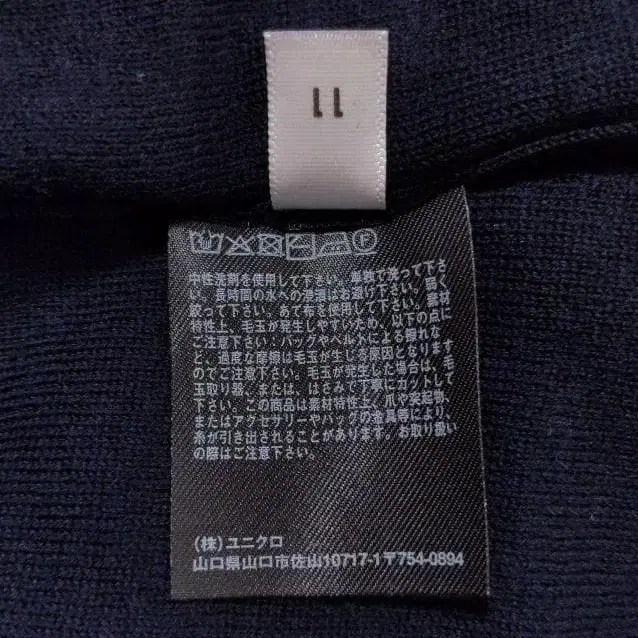 11
中性洗剤を使用して下さい。単独で洗って下さ
い。長時間の水への浸漬はお避け下さい。弱く
絞って下さい。あて布を使用して下さい。素材
特性上、毛玉が発生しやすいため、以下の点に
ご注意下さい:バッグやベルトによる擦れな
ど、過度な摩擦は毛玉が生じる原因となります
のでご注意下さい。毛玉が発生した場合は、毛
玉取り器、または、はさみで丁寧にカットして
下さい。この商品は素材特性上、爪や突起物、
またはアクセサリーやバッグの金具等により、
糸が引き出されることがあります。お取り扱い
の際はご注意下さい。
(株)ユニクロ
山口県山口市佐山10717-1〒754-0894